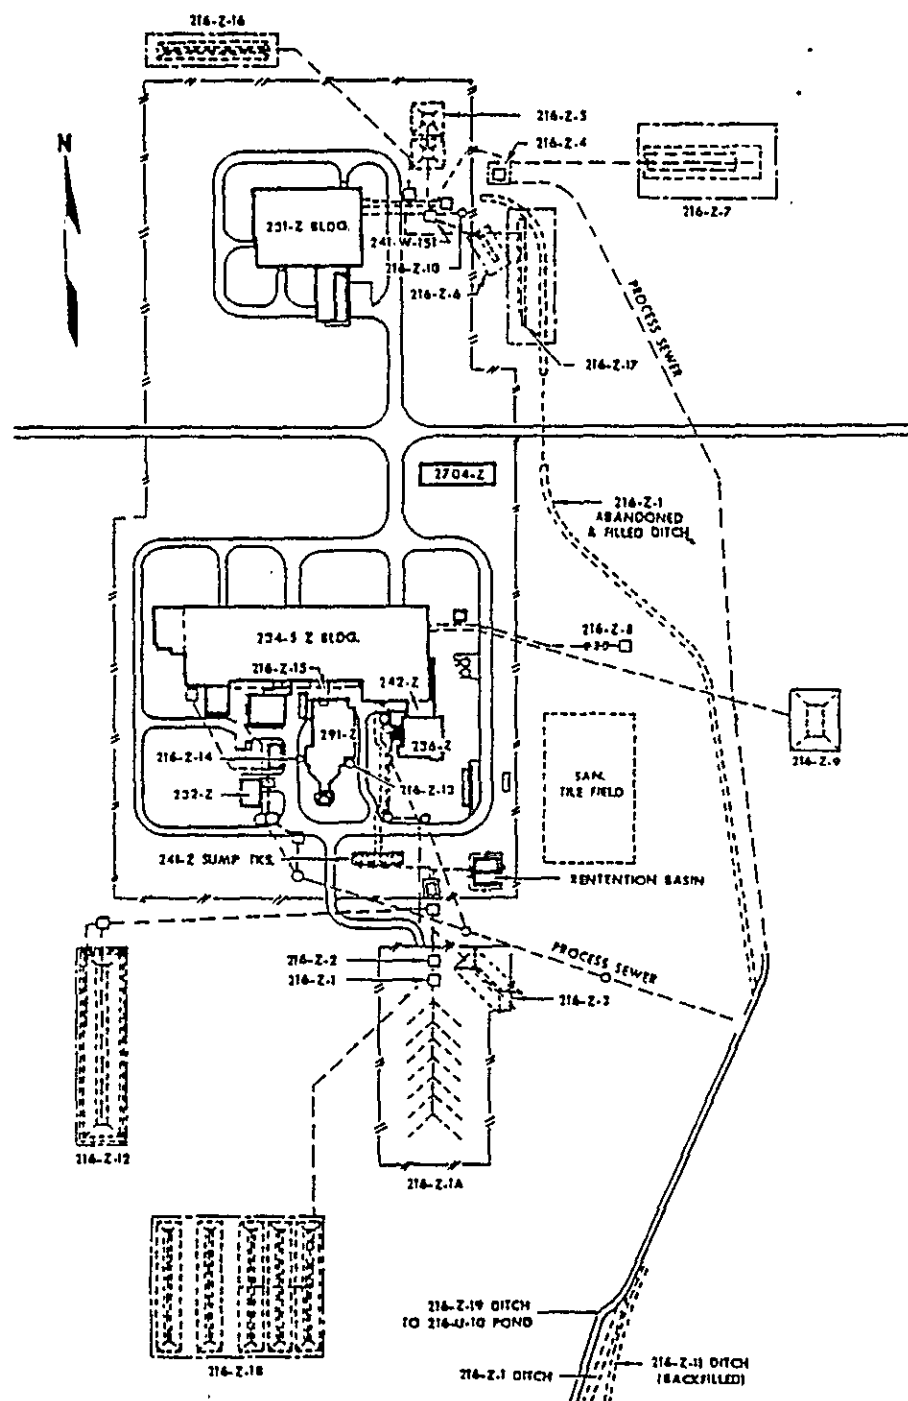 216-Z-16
N
216-Z-5
216-Z-4
216-Z-7
231-Z BLDG.
241-W-151
216-Z-10
216-Z-6
216-Z-17
PROCESS SEWER
2704-Z
216-Z-1
ABANDONED
& FILLED DITCH
234-5 Z BLDG.
216-Z-8
216-Z-15
242-Z
291-Z
236-Z
216-Z-9
216-Z-14
216-Z-13
232-Z
SAN.
TILE FIELD
241-Z SUMP TKS.
RENTENTION BASIN
216-Z-2
216-Z-1
PROCESS SEWER
216-Z-3
216-Z-12
216-Z-1A
216-Z-18
216-Z-19 DITCH
TO 216-U-10 POND
216-Z-1 DITCH
216-Z-11 DITCH
(BACKFILLED)